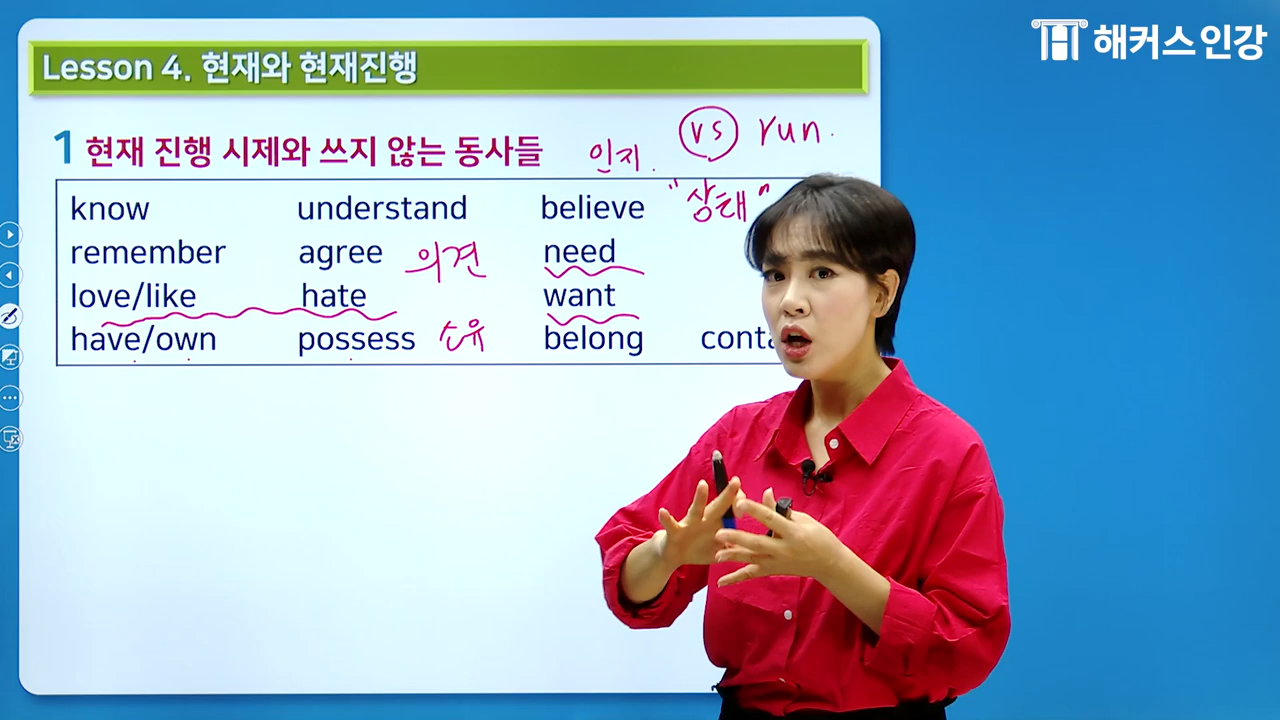 해커스인강
Lesson 4. 현재와 현재진행
vs run.
1 현재 진행 시제와 쓰지 않는 동사들
인지.
know understand believe "상태"
remember agree 의견 need
love/like hate want
have/own possess 소유 belong conta